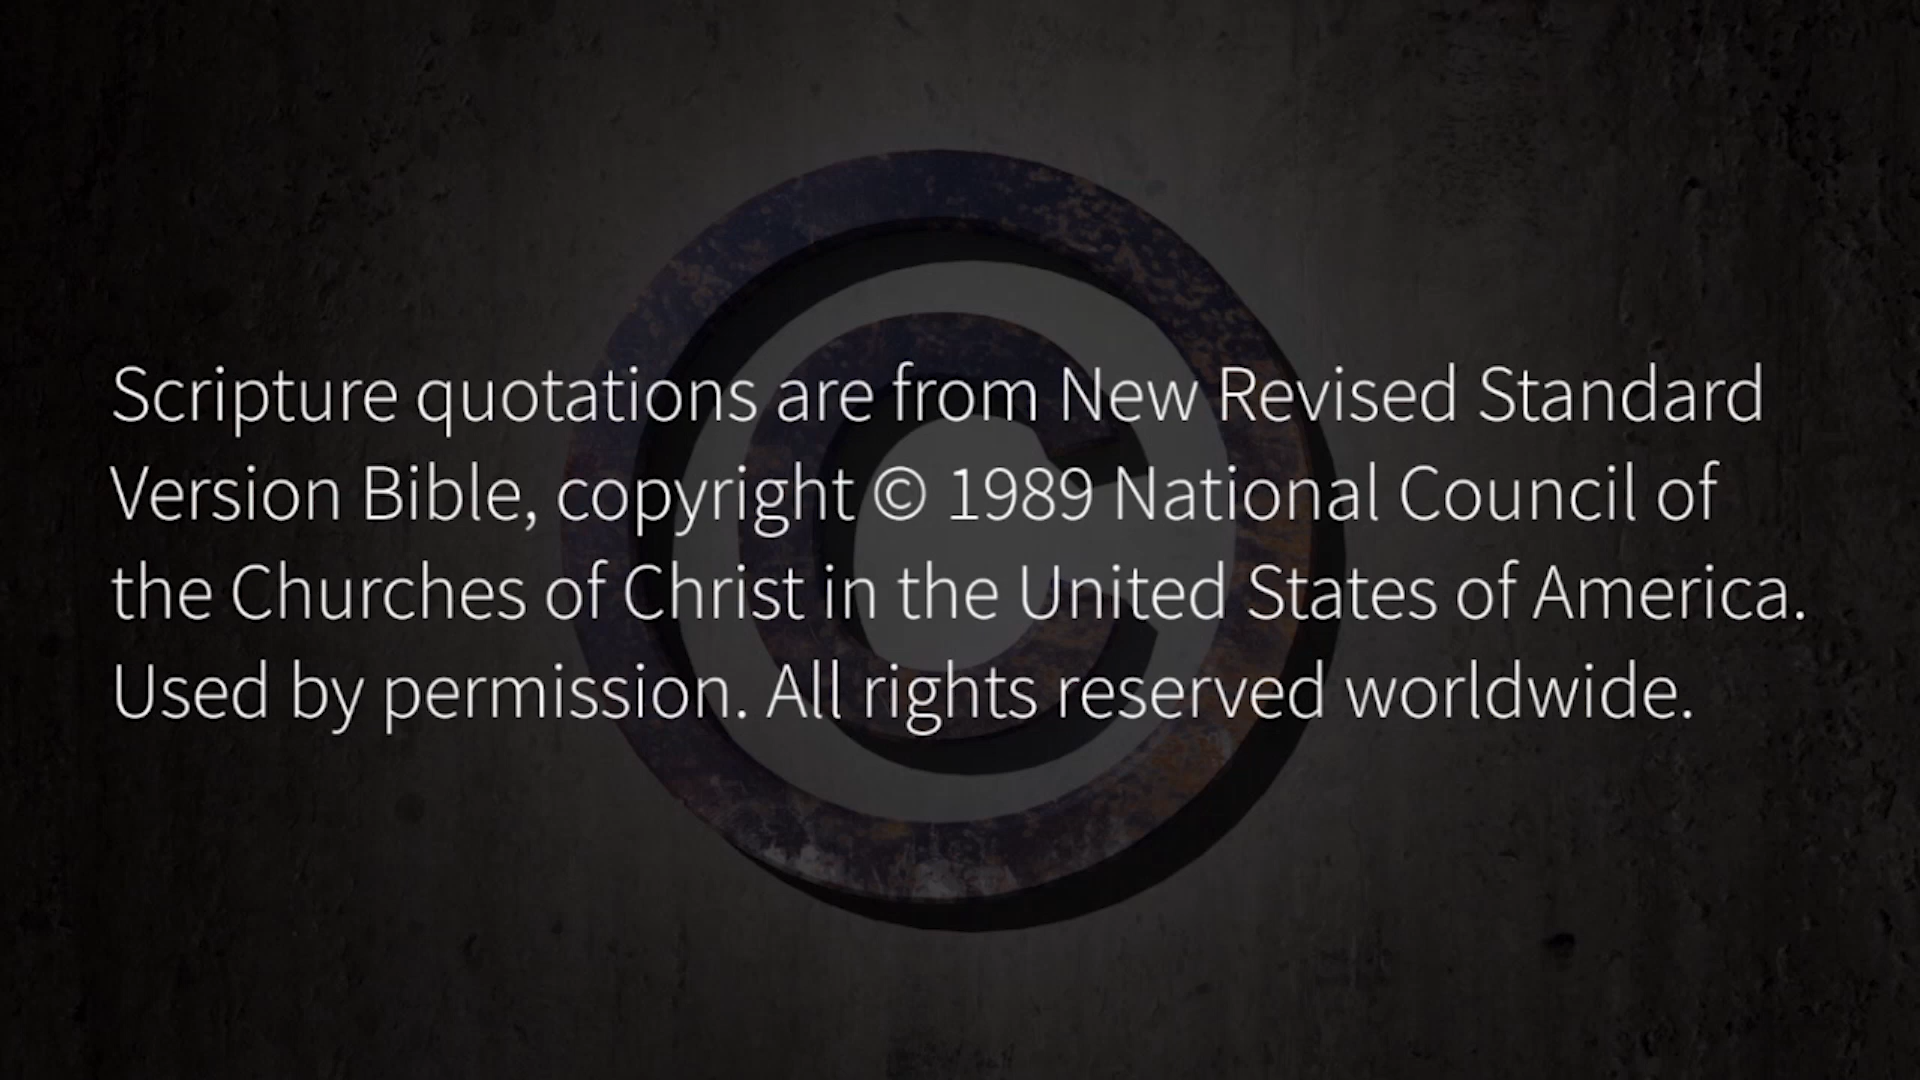 Scripture quotations are from New Revised Standard
Version Bible, copyright © 1989 National Council of
the Churches of Christ in the United States of America.
Used by permission. All rights reserved worldwide.